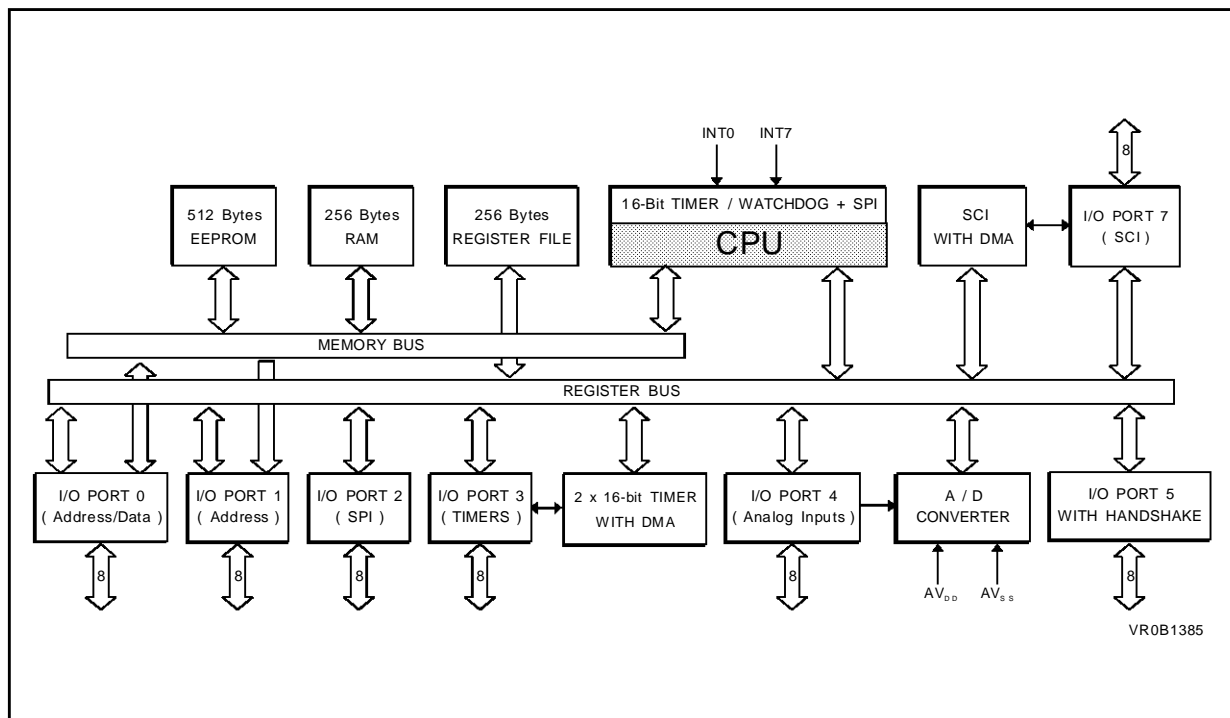 INT0 INT7
8
512 Bytes
EEPROM
256 Bytes
RAM
256 Bytes
REGISTER FILE
16-Bit TIMER / WATCHDOG + SPI
CPU
SCI
WITH DMA
I/O PORT 7
( SCI )
MEMORY BUS
REGISTER BUS
I/O PORT 0
( Address/Data )
I/O PORT 1
( Address )
I/O PORT 2
( SPI )
I/O PORT 3
( TIMERS )
2 x 16-bit TIMER
WITH DMA
I/O PORT 4
( Analog Inputs )
A / D
CONVERTER
I/O PORT 5
WITH HANDSHAKE
8 8 8 8 8 8
AVDD AVSS
VR0B1385